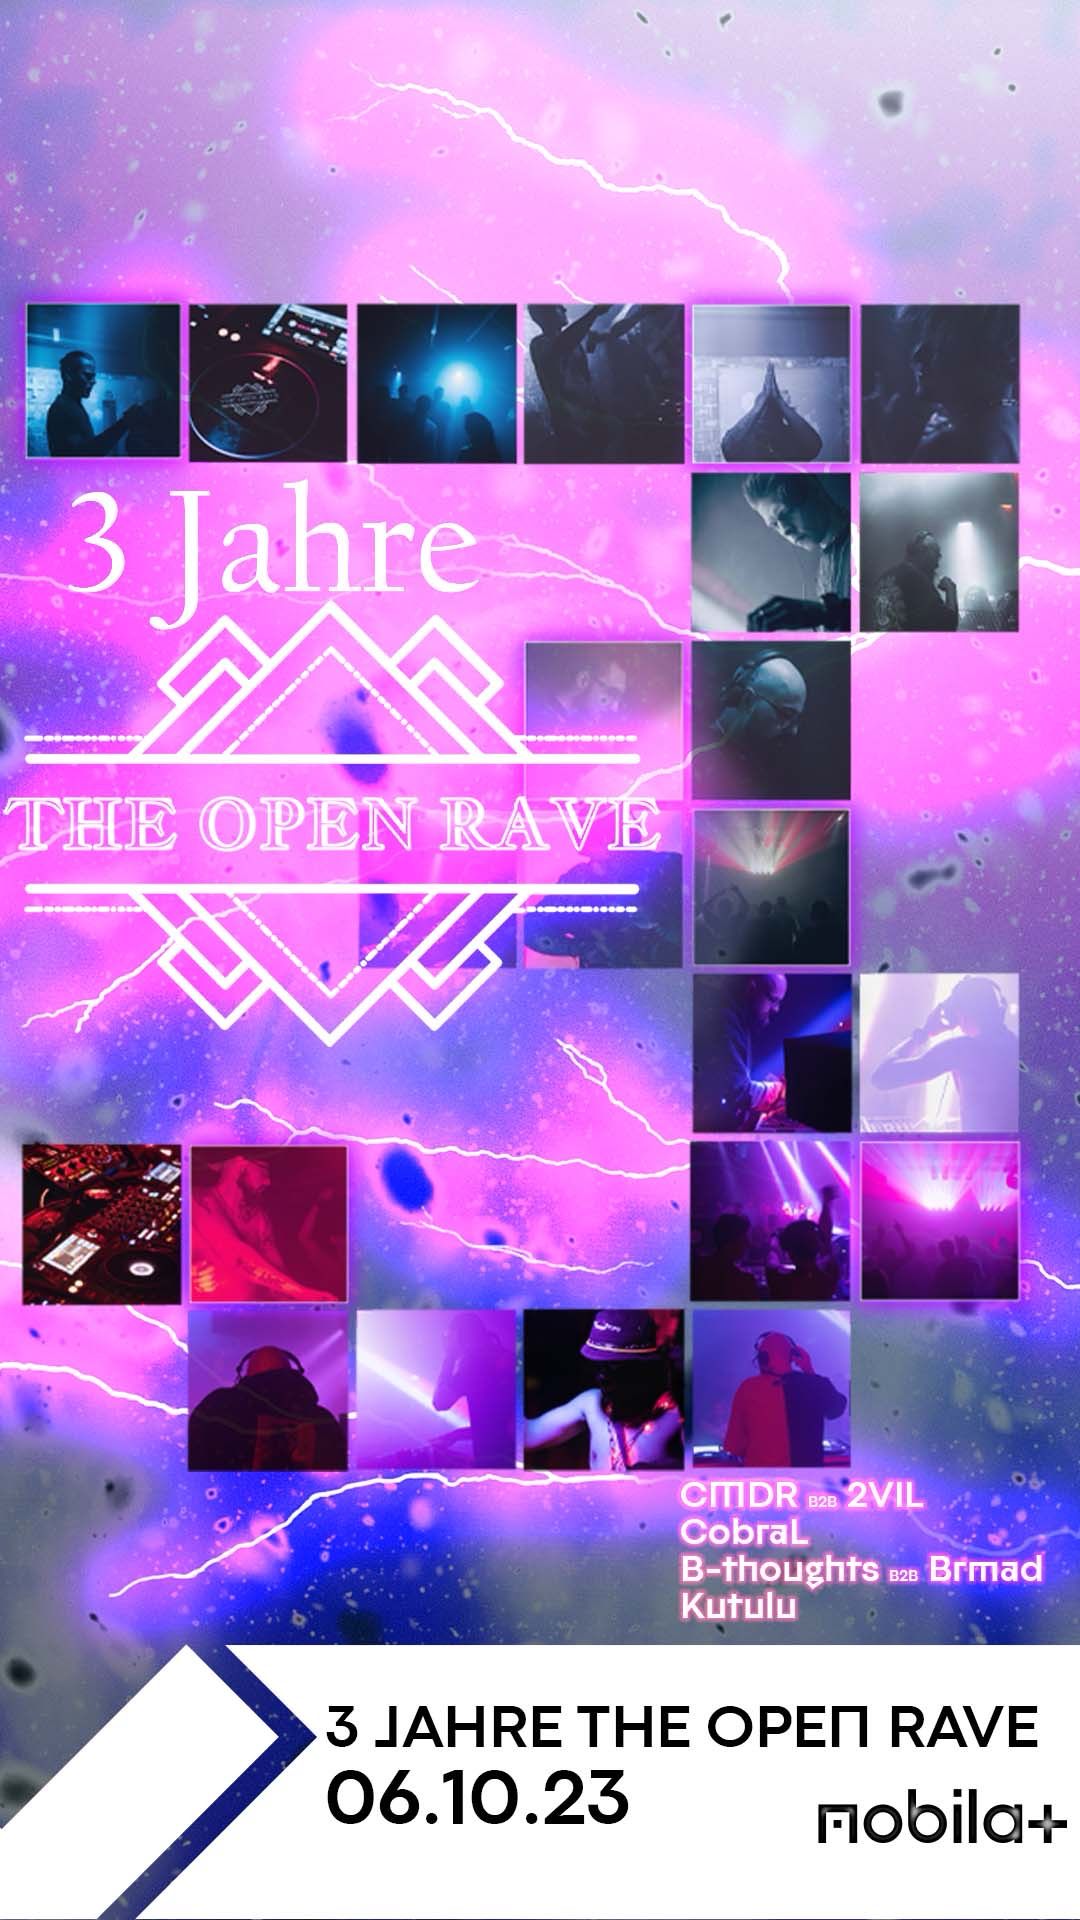 3 Jahre
THE OPEN RAVE
CMDR B2B 2VIL
CobraL
B-thoughts B2B Brmad
Kutulu
3 JAHRE THE OPEN RAVE
06.10.23
nobila+